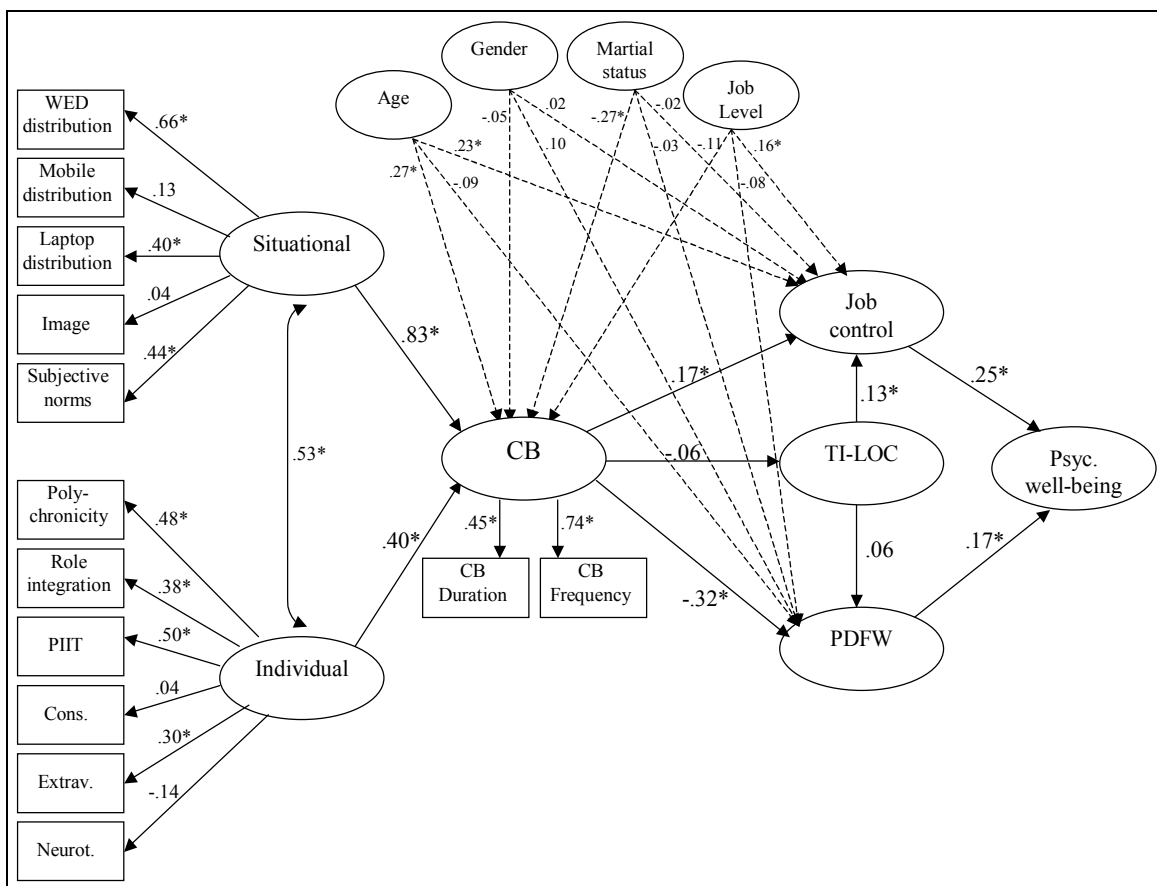 Gender
Martial
status
Age
Job
Level
WED
distribution
.66*
Mobile
distribution
.13
Laptop
distribution
.40*
Image
.04
Subjective
norms
.44*
Situational
-.05
.02
-.27*
-.02
.23*
.10
-.03
-.11
.16*
.27*
-.09
-.08
.83*
Job
control
.17*
.13*
.25*
.53*
CB
-.06
TI-LOC
Psyc.
well-being
Poly-
chronicity
.48*
Role
integration
.38*
PIIT
.50*
Cons.
.04
Extrav.
.30*
Neurot.
-.14
Individual
.40*
.45*
.74*
CB
Duration
CB
Frequency
-.32*
.06
.17*
PDFW